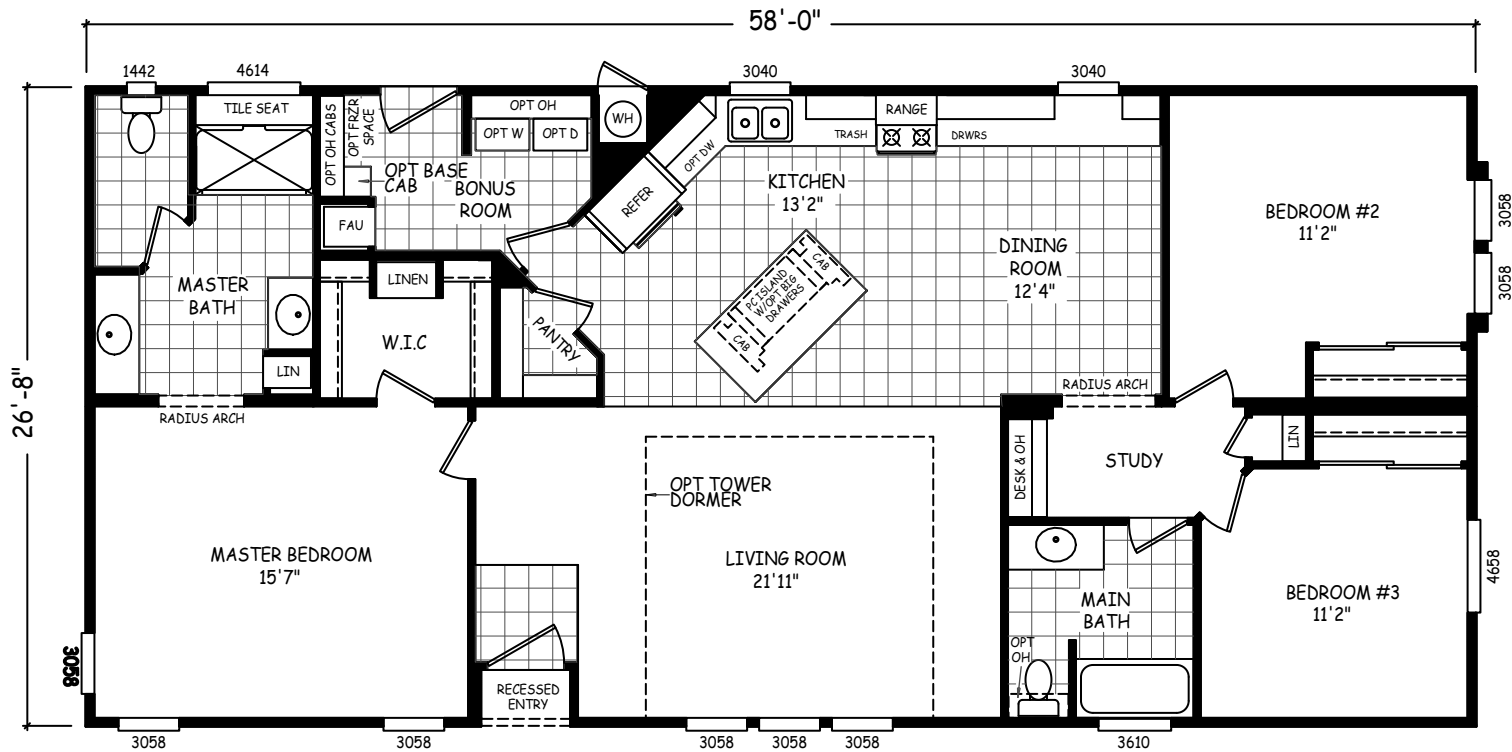 58'-0"
1442
4614
3040
3040
TILE SEAT
OPT OH CABS
OPT FRZR
SPACE
OPT OH
OPT W
OPT D
WH
RANGE
TRASH
DRWRS
OPT DW
REFER
OPT BASE
CAB
BONUS
ROOM
KITCHEN
13'2"
BEDROOM #2
11'2"
3058
3058
FAU
DINING
ROOM
12'4"
CAB
PC ISLAND
W/OPT BIG
DRAWERS
CAB
MASTER
BATH
LINEN
W.I.C
PANTRY
LIN
26'-8"
RADIUS ARCH
RADIUS ARCH
LIN
DESK & OH
STUDY
OPT TOWER
DORMER
MASTER BEDROOM
15'7"
LIVING ROOM
21'11"
4658
MAIN
BATH
BEDROOM #3
11'2"
OPT
OH
3058
RECESSED
ENTRY
3058
3058
3058
3058
3058
3610